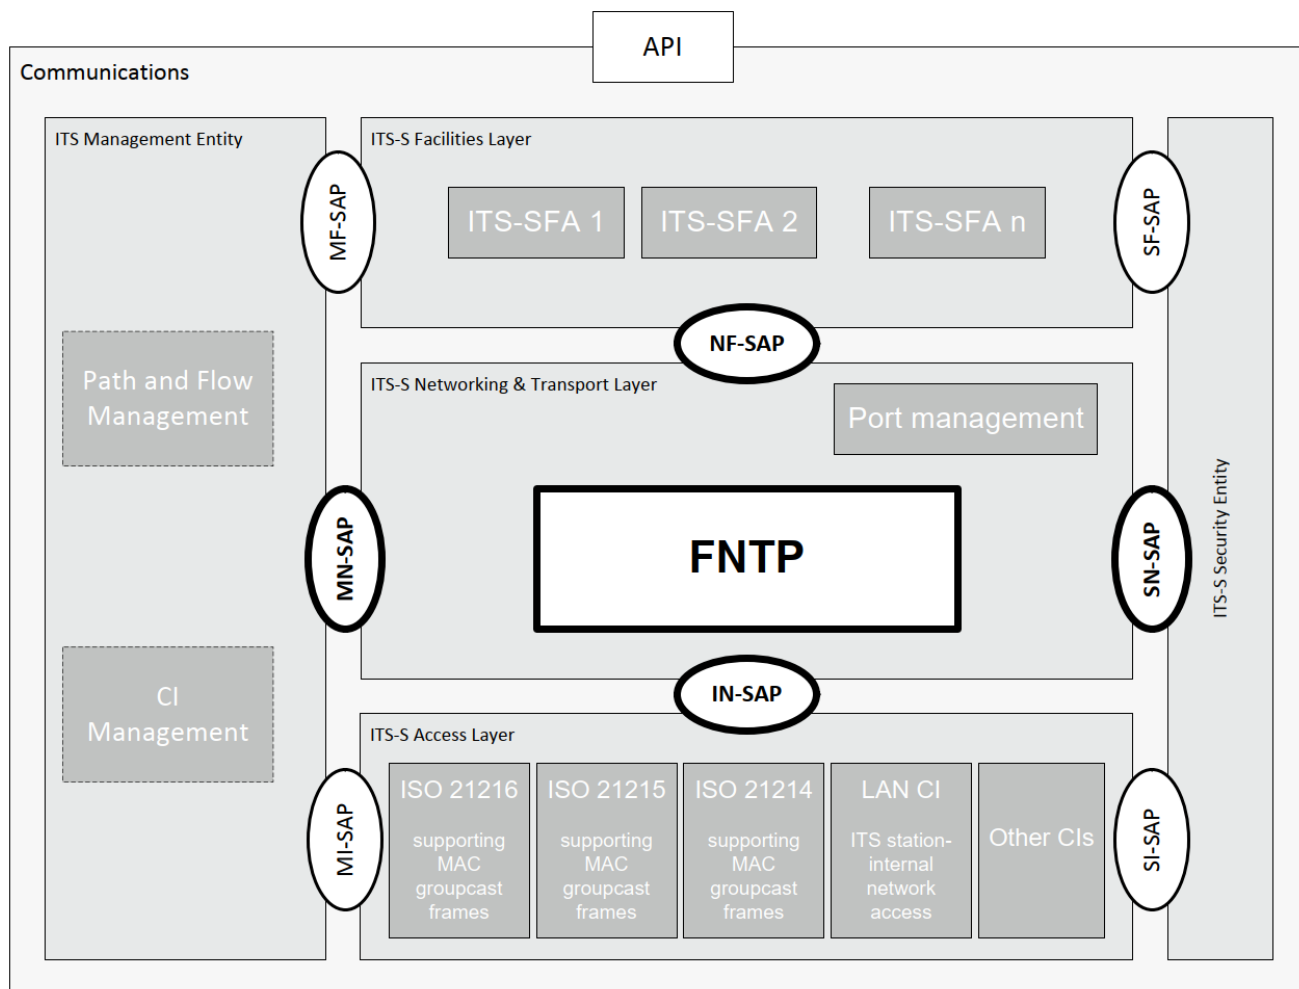 API
Communications
ITS Management Entity
ITS-S Facilities Layer
MF-SAP
ITS-SFA 1
ITS-SFA 2
ITS-SFA n
SF-SAP
NF-SAP
Path and Flow
Management
ITS-S Networking & Transport Layer
Port management
MN-SAP
FNTP
SN-SAP
ITS-S Security Entity
IN-SAP
CI
Management
ITS-S Access Layer
MI-SAP
ISO 21216
supporting
MAC
groupcast
frames
ISO 21215
supporting
MAC
groupcast
frames
ISO 21214
supporting
MAC
groupcast
frames
LAN CI
ITS station-
internal
network
access
Other CIs
SI-SAP